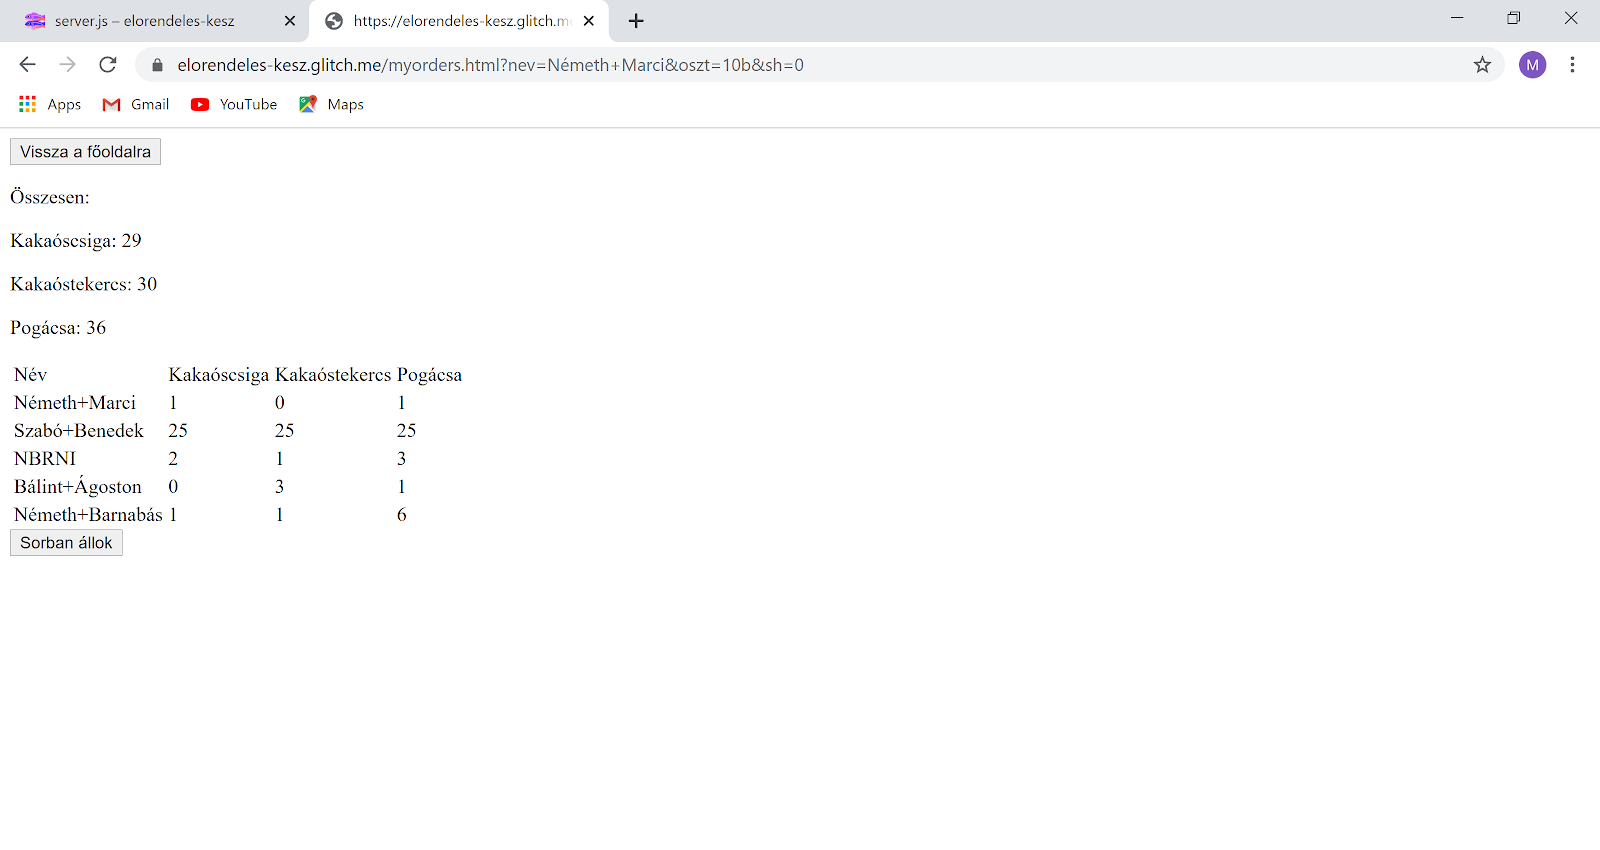 server.js – elorendeles-kesz
https://elorendeles-kesz.glitch.m
elorendeles-kesz.glitch.me/myorders.html?nev=Németh+Marci&oszt=10b&sh=0
M
Apps Gmail YouTube Maps
Vissza a főoldalra
Összesen:
Kakaóscsiga: 29
Kakaóstekercs: 30
Pogácsa: 36
Név Kakaóscsiga Kakaóstekercs Pogácsa
Németh+Marci 1 0 1
Szabó+Benedek 25 25 25
NBRNI 2 1 3
Bálint+Ágoston 0 3 1
Németh+Barnabás 1 1 6
Sorban állok